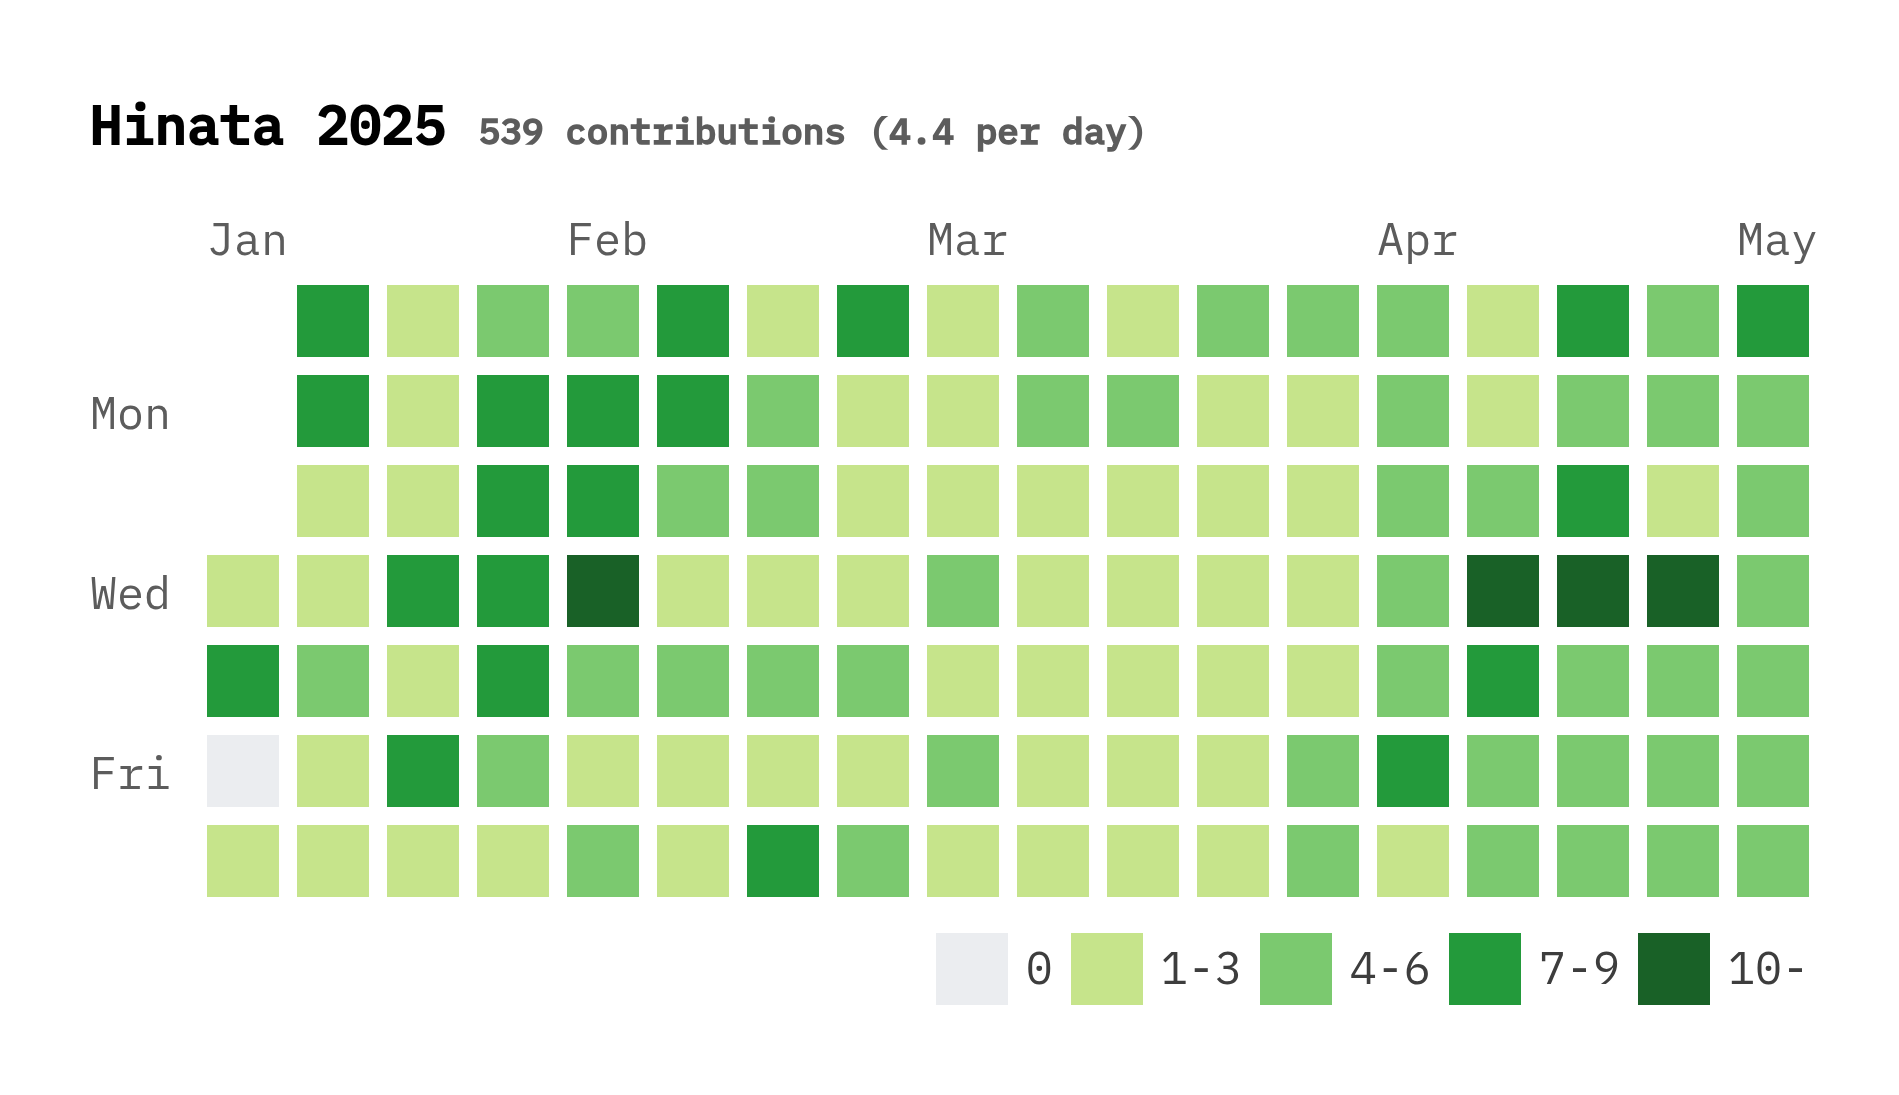 Hinata 2025 539 contributions (4.4 per day)
Jan Feb Mar Apr May
Mon
Wed
Fri
0 1-3 4-6 7-9 10-